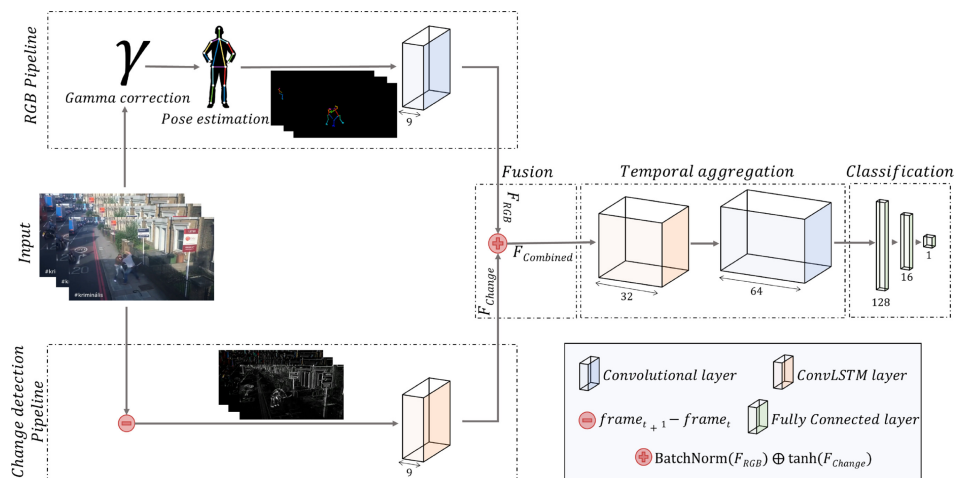 RGB Pipeline
γ
Gamma correction
Pose estimation
9
Input
#kriminális
Change detection
Pipeline
9
Fusion
F_RGB
F_Change
F_Combined
Temporal aggregation
32
64
Classification
128
16
1
Convolutional layer
ConvLSTM layer
frame_{t + 1} − frame_t
Fully Connected layer
BatchNorm(F_RGB) ⊕ tanh(F_Change)